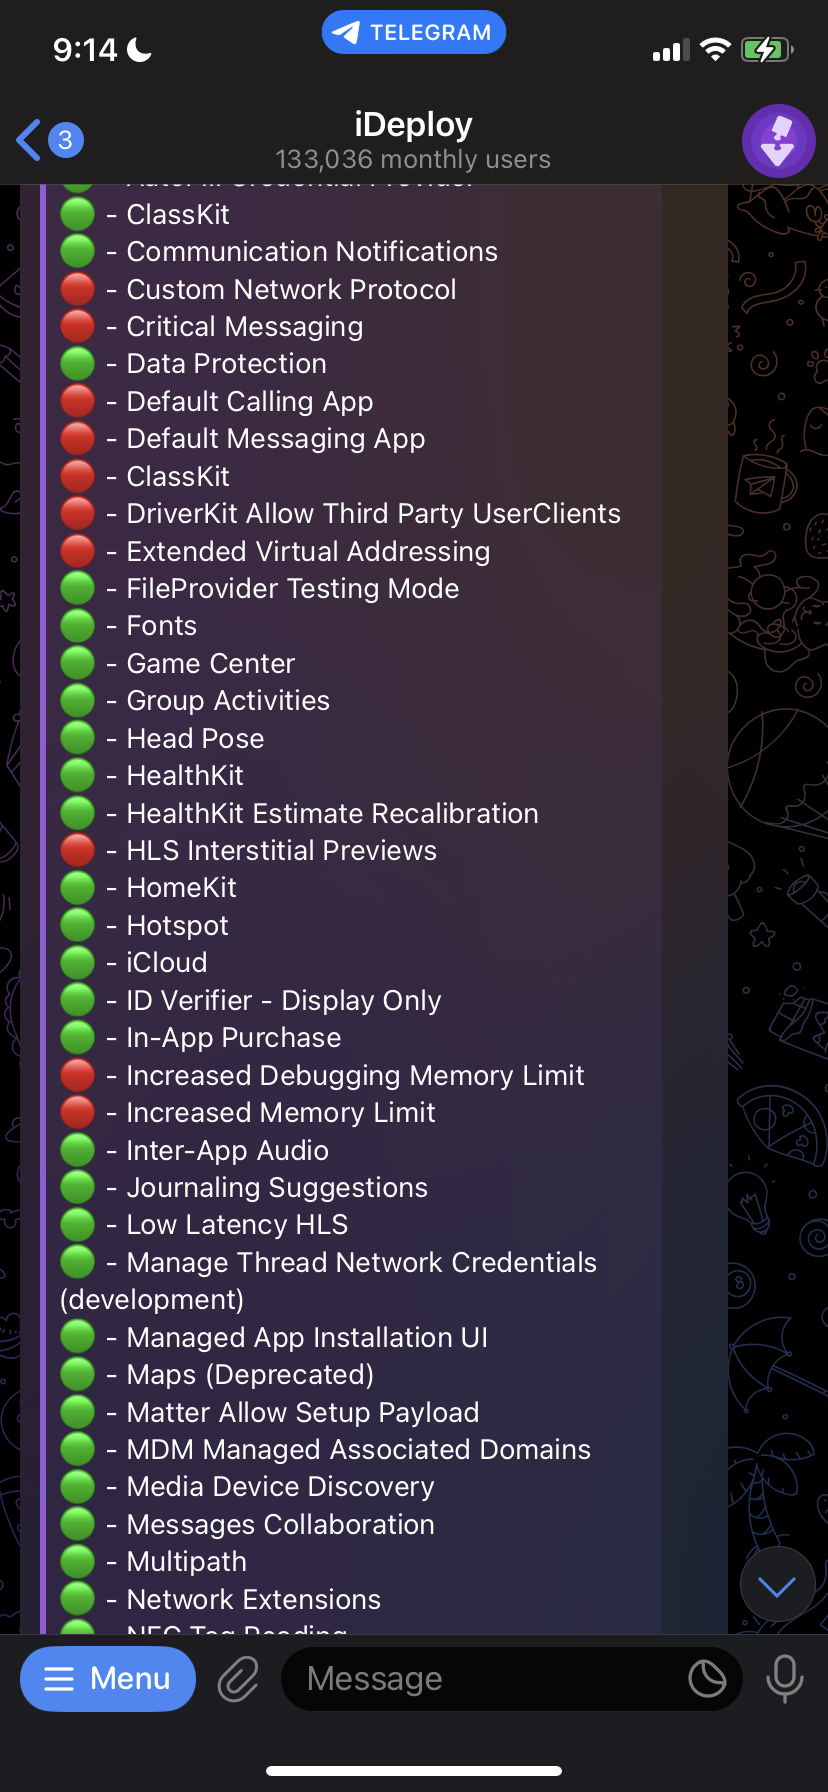 9:14
TELEGRAM
3
iDeploy
133,036 monthly users
- ClassKit
- Communication Notifications
- Custom Network Protocol
- Critical Messaging
- Data Protection
- Default Calling App
- Default Messaging App
- ClassKit
- DriverKit Allow Third Party UserClients
- Extended Virtual Addressing
- FileProvider Testing Mode
- Fonts
- Game Center
- Group Activities
- Head Pose
- HealthKit
- HealthKit Estimate Recalibration
- HLS Interstitial Previews
- HomeKit
- Hotspot
- iCloud
- ID Verifier - Display Only
- In-App Purchase
- Increased Debugging Memory Limit
- Increased Memory Limit
- Inter-App Audio
- Journaling Suggestions
- Low Latency HLS
- Manage Thread Network Credentials
(development)
- Managed App Installation UI
- Maps (Deprecated)
- Matter Allow Setup Payload
- MDM Managed Associated Domains
- Media Device Discovery
- Messages Collaboration
- Multipath
- Network Extensions
- NFC Tag Reading
Menu
Message